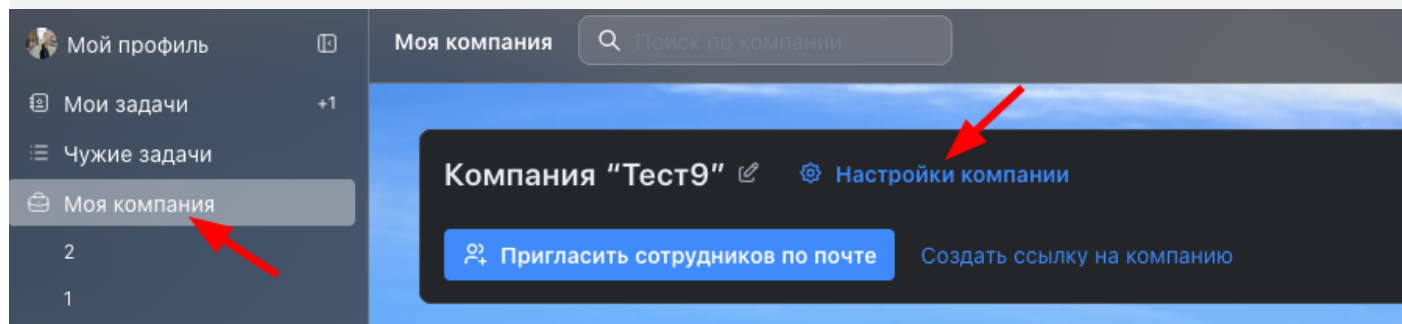 Мой профиль
Мои задачи +1
Чужие задачи
Моя компания
2
1
Моя компания
Поиск по компании
Компания “Тест9”
Настройки компании
Пригласить сотрудников по почте
Создать ссылку на компанию